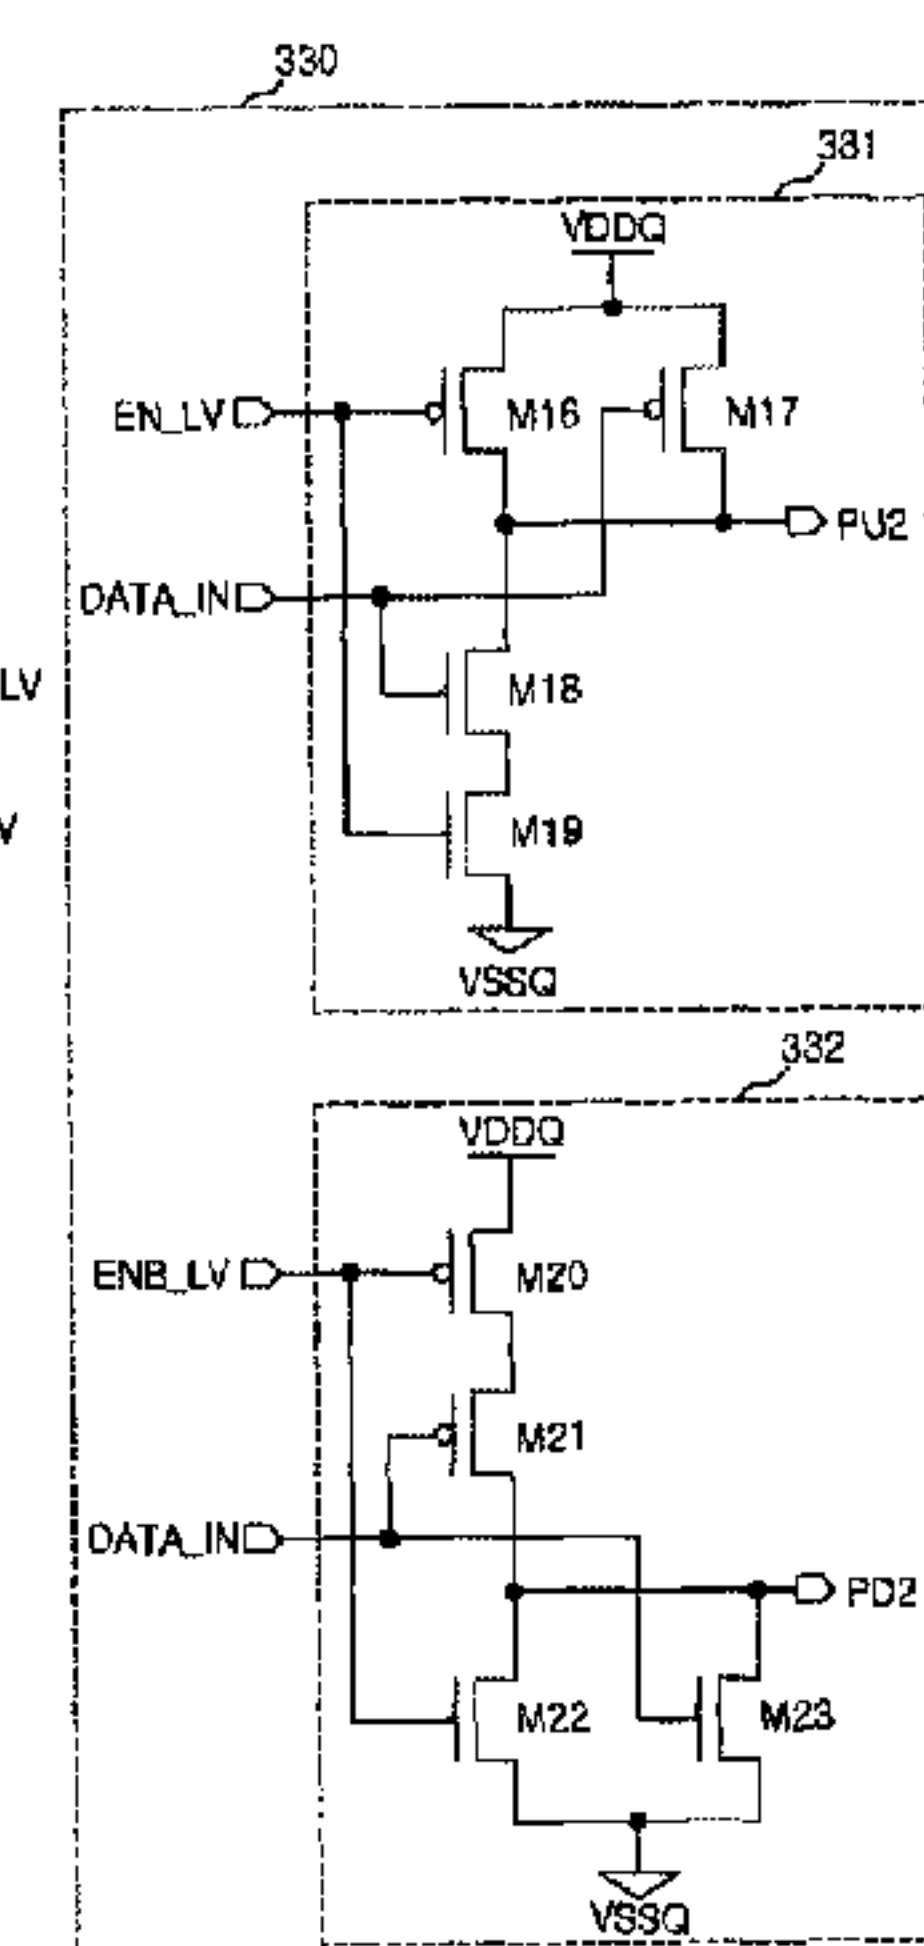 330
331
VDDQ
EN_LV
M16
M17
PU2
DATA_IN
LV
M18
V
M19
VSSQ
332
VDDQ
ENB_LV
M20
M21
DATA_IN
PD2
M22
M23
VSSQ